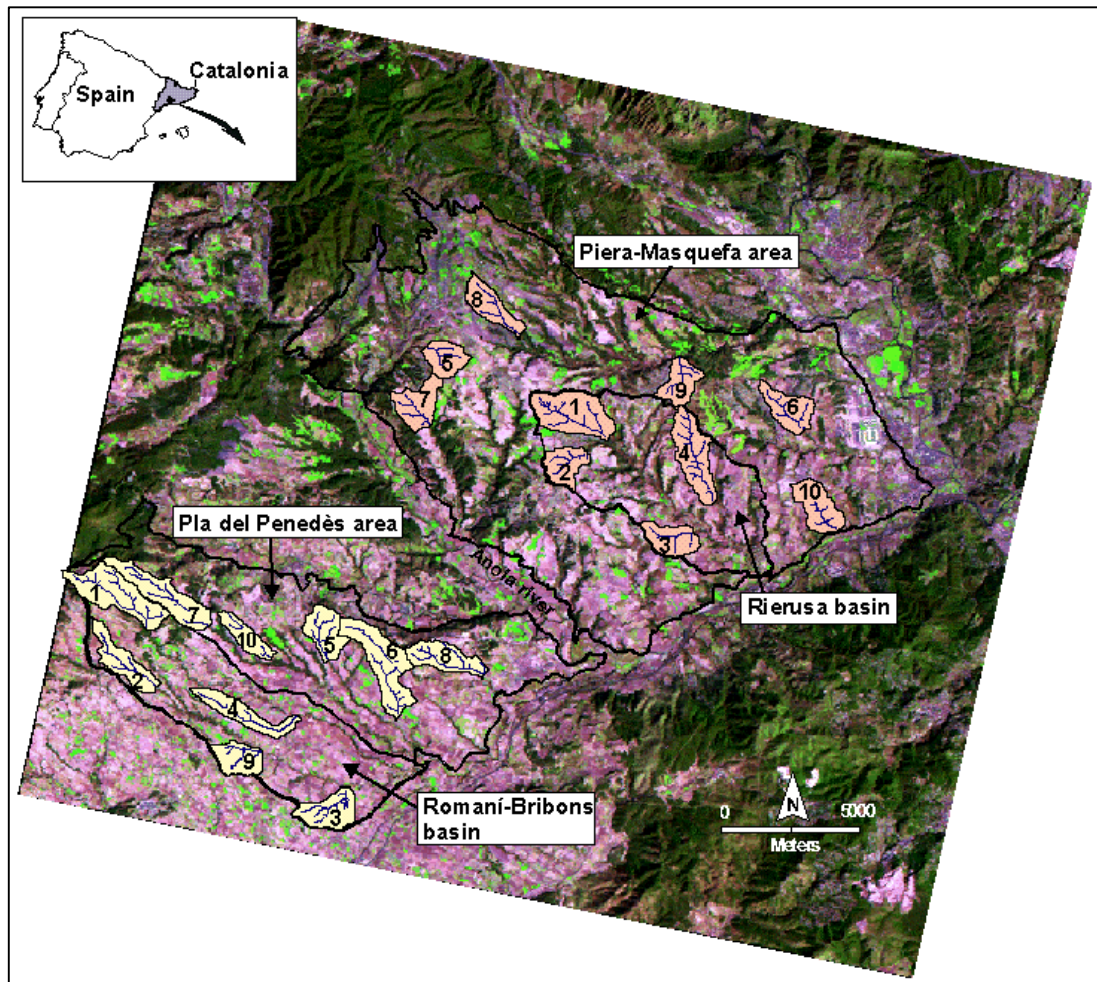 Catalonia
Spain
Piera-Masquefa area
8
5
7
1
9
6
2
4
10
3
Pla del Penedès area
Anoia river
Rierusa basin
1
7
10
5
6
8
2
4
9
3
Romaní-Bribons
basin
N
0 5000
Meters